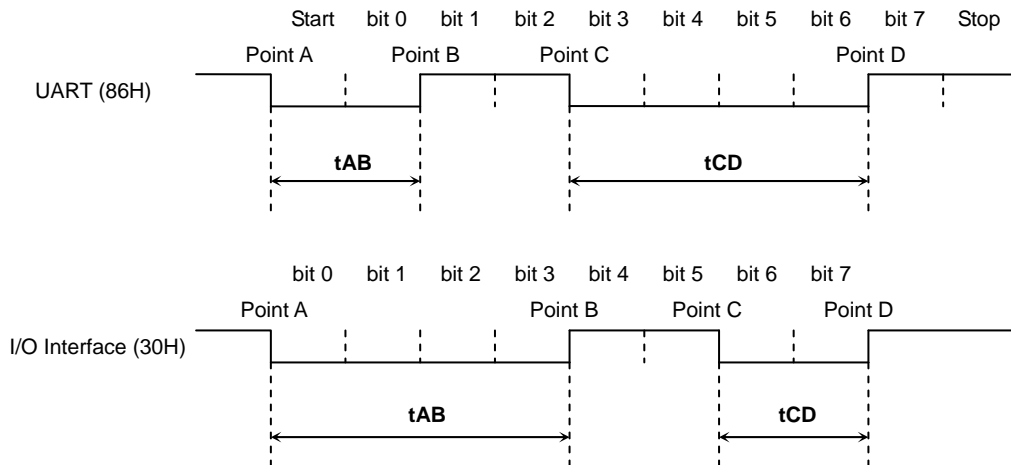 Start bit 0 bit 1 bit 2 bit 3 bit 4 bit 5 bit 6 bit 7 Stop
Point A Point B Point C Point D
UART (86H)
tAB tCD
bit 0 bit 1 bit 2 bit 3 bit 4 bit 5 bit 6 bit 7
Point A Point B Point C Point D
I/O Interface (30H)
tAB tCD